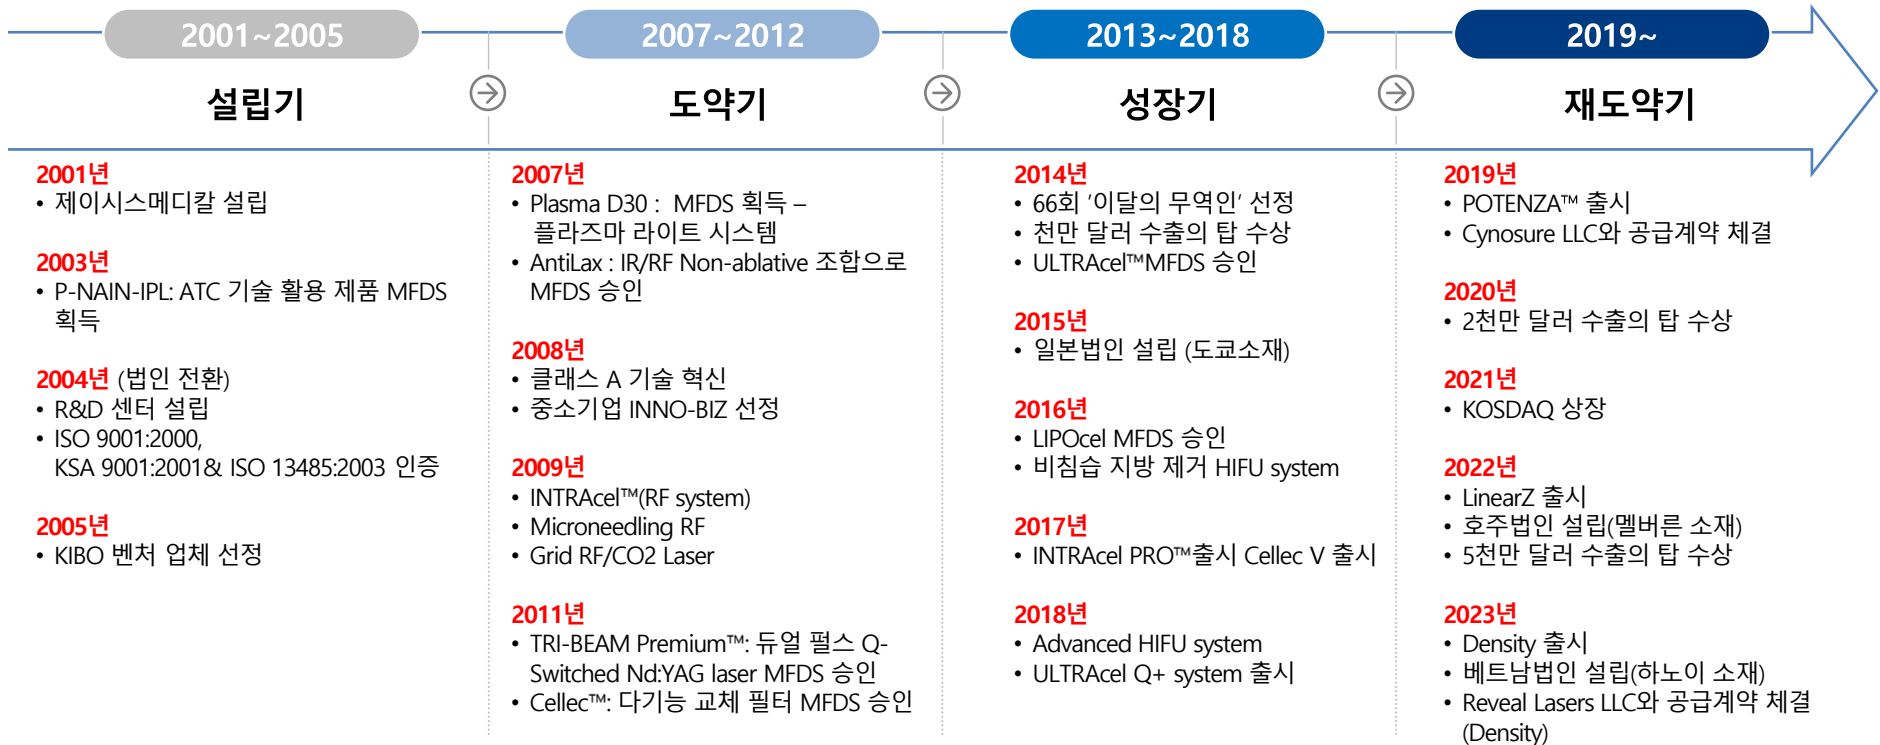 2001~2005
설립기
2001년
• 제이시스메디칼 설립
2003년
• P-NAIN-IPL: ATC 기술 활용 제품 MFDS
획득
2004년 (법인 전환)
• R&D 센터 설립
• ISO 9001:2000,
KSA 9001:2001& ISO 13485:2003 인증
2005년
• KIBO 벤처 업체 선정
2007~2012
도약기
2007년
• Plasma D30 : MFDS 획득 –
플라즈마 라이트 시스템
• AntiLax : IR/RF Non-ablative 조합으로
MFDS 승인
2008년
• 클래스 A 기술 혁신
• 중소기업 INNO-BIZ 선정
2009년
• INTRAcel™(RF system)
• Microneedling RF
• Grid RF/CO2 Laser
2011년
• TRI-BEAM Premium™: 듀얼 펄스 Q-
Switched Nd:YAG laser MFDS 승인
• Cellec™: 다기능 교체 필터 MFDS 승인
2013~2018
성장기
2014년
• 66회 '이달의 무역인' 선정
• 천만 달러 수출의 탑 수상
• ULTRAcel™MFDS 승인
2015년
• 일본법인 설립 (도쿄소재)
2016년
• LIPOcel MFDS 승인
• 비침습 지방 제거 HIFU system
2017년
• INTRAcel PRO™출시 Cellec V 출시
2018년
• Advanced HIFU system
• ULTRAcel Q+ system 출시
2019~
재도약기
2019년
• POTENZA™ 출시
• Cynosure LLC와 공급계약 체결
2020년
• 2천만 달러 수출의 탑 수상
2021년
• KOSDAQ 상장
2022년
• LinearZ 출시
• 호주법인 설립(멜버른 소재)
• 5천만 달러 수출의 탑 수상
2023년
• Density 출시
• 베트남법인 설립(하노이 소재)
• Reveal Lasers LLC와 공급계약 체결
(Density)